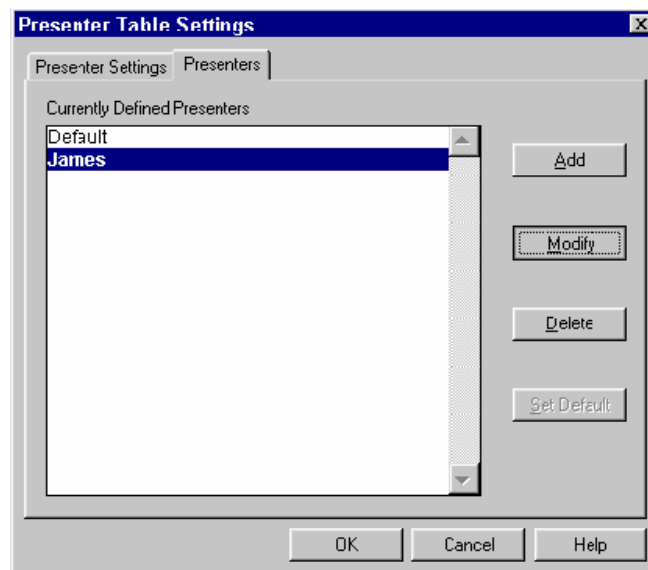 Presenter Table Settings
Presenter Settings
Presenters
Currently Defined Presenters
Default
James
Add
Modify
Delete
Set Default
OK
Cancel
Help